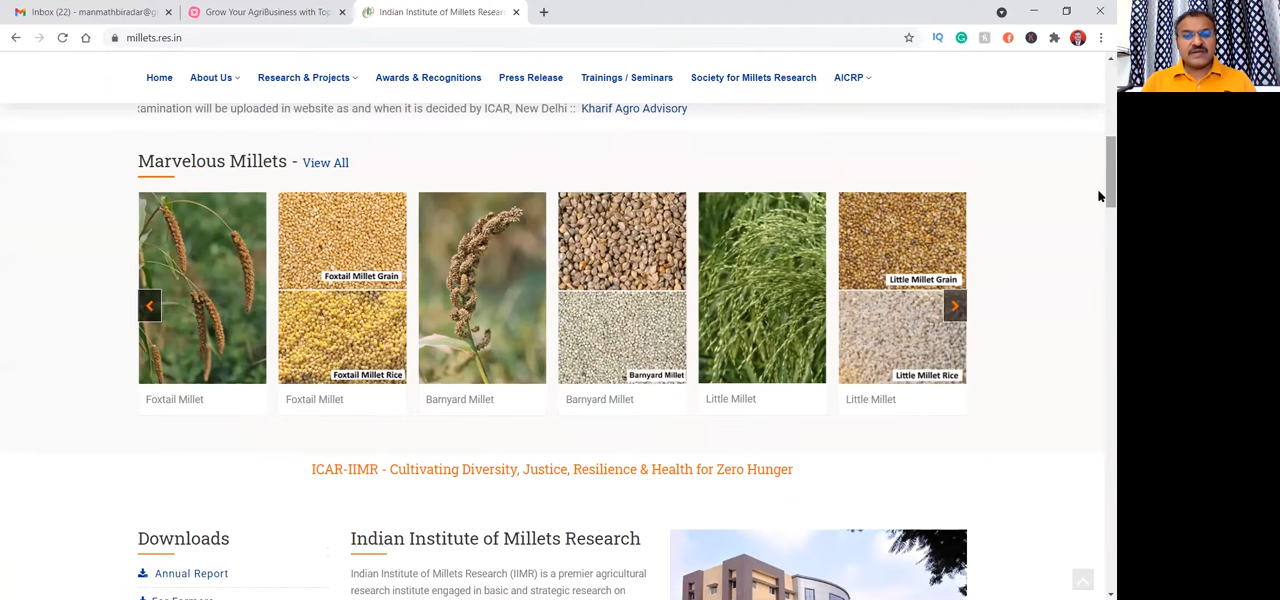 Inbox (22) - manmathbiradar@g
Grow Your AgriBusiness with Top
Indian Institute of Millets Resear
millets.res.in
Home About Us Research & Projects Awards & Recognitions Press Release Trainings / Seminars Society for Millets Research AICRP
amination will be uploaded in website as and when it is decided by ICAR, New Delhi :: Kharif Agro Advisory
Marvelous Millets - View All
Foxtail Millet Grain
Little Millet Grain
Foxtail Millet Rice
Barnyard Millet
Little Millet Rice
Foxtail Millet Foxtail Millet Barnyard Millet Barnyard Millet Little Millet Little Millet
ICAR-IIMR - Cultivating Diversity, Justice, Resilience & Health for Zero Hunger
Downloads
Annual Report
Indian Institute of Millets Research
Indian Institute of Millets Research (IIMR) is a premier agricultural
research institute engaged in basic and strategic research on